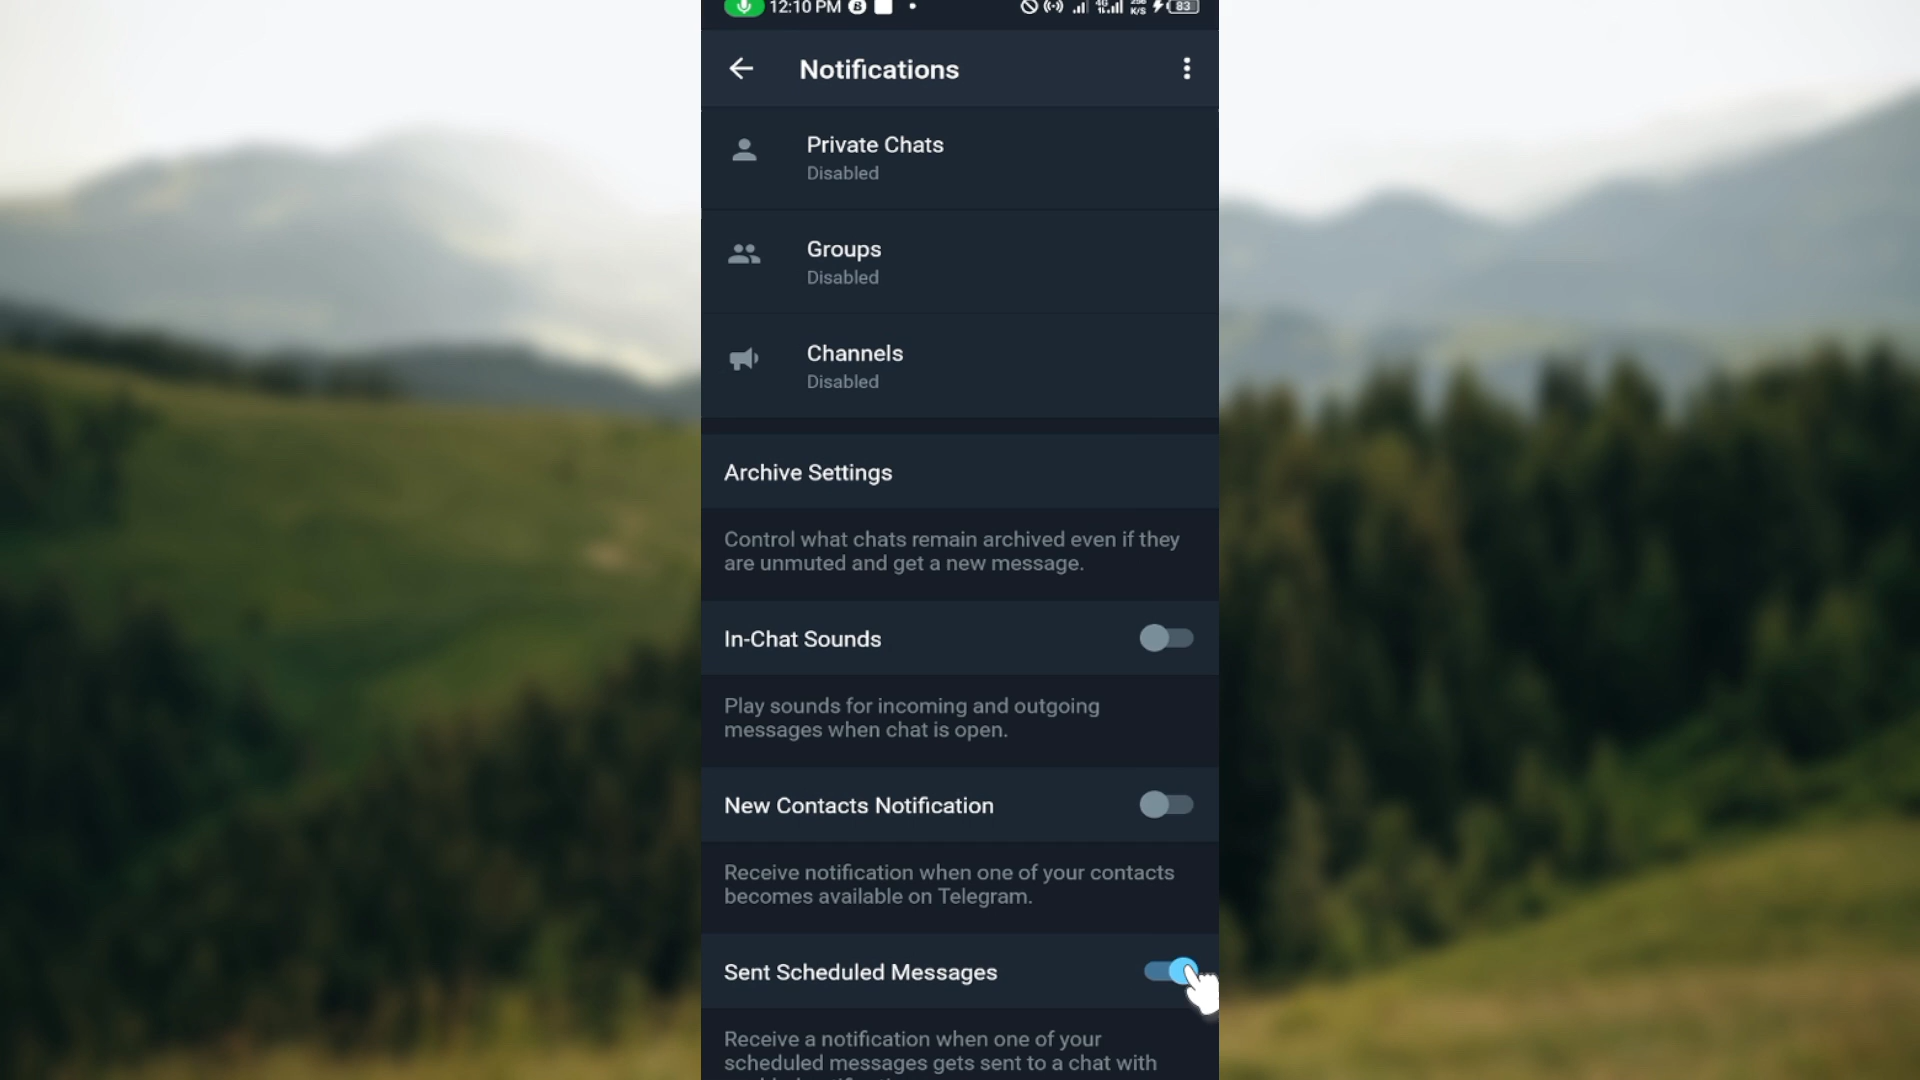 12:10 PM
83
Notifications
Private Chats
Disabled
Groups
Disabled
Channels
Disabled
Archive Settings
Control what chats remain archived even if they
are unmuted and get a new message.
In-Chat Sounds
Play sounds for incoming and outgoing
messages when chat is open.
New Contacts Notification
Receive notification when one of your contacts
becomes available on Telegram.
Sent Scheduled Messages
Receive a notification when one of your
scheduled messages gets sent to a chat with